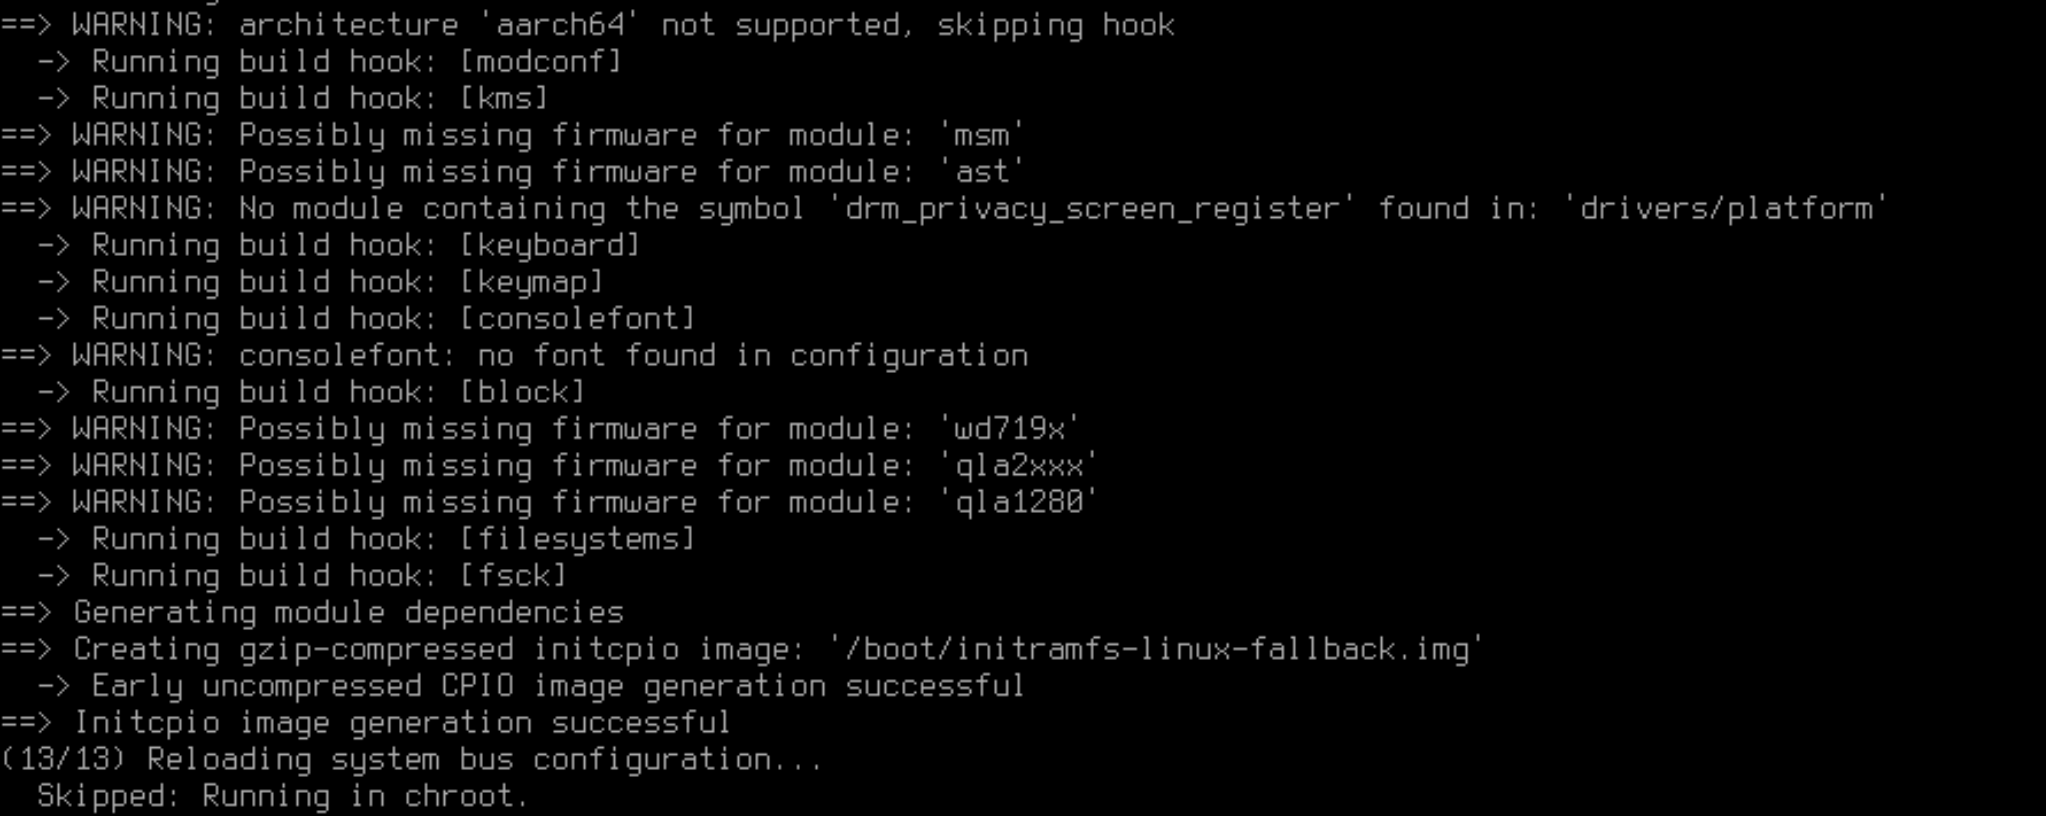 ==> WARNING: architecture 'aarch64' not supported, skipping hook
  -> Running build hook: [modconf]
  -> Running build hook: [kms]
==> WARNING: Possibly missing firmware for module: 'msm'
==> WARNING: Possibly missing firmware for module: 'ast'
==> WARNING: No module containing the symbol 'drm_privacy_screen_register' found in: 'drivers/platform'
  -> Running build hook: [keyboard]
  -> Running build hook: [keymap]
  -> Running build hook: [consolefont]
==> WARNING: consolefont: no font found in configuration
  -> Running build hook: [block]
==> WARNING: Possibly missing firmware for module: 'wd719x'
==> WARNING: Possibly missing firmware for module: 'qla2xxx'
==> WARNING: Possibly missing firmware for module: 'qla1280'
  -> Running build hook: [filesystems]
  -> Running build hook: [fsck]
==> Generating module dependencies
==> Creating gzip-compressed initcpio image: '/boot/initramfs-linux-fallback.img'
  -> Early uncompressed CPIO image generation successful
==> Initcpio image generation successful
(13/13) Reloading system bus configuration...
  Skipped: Running in chroot.